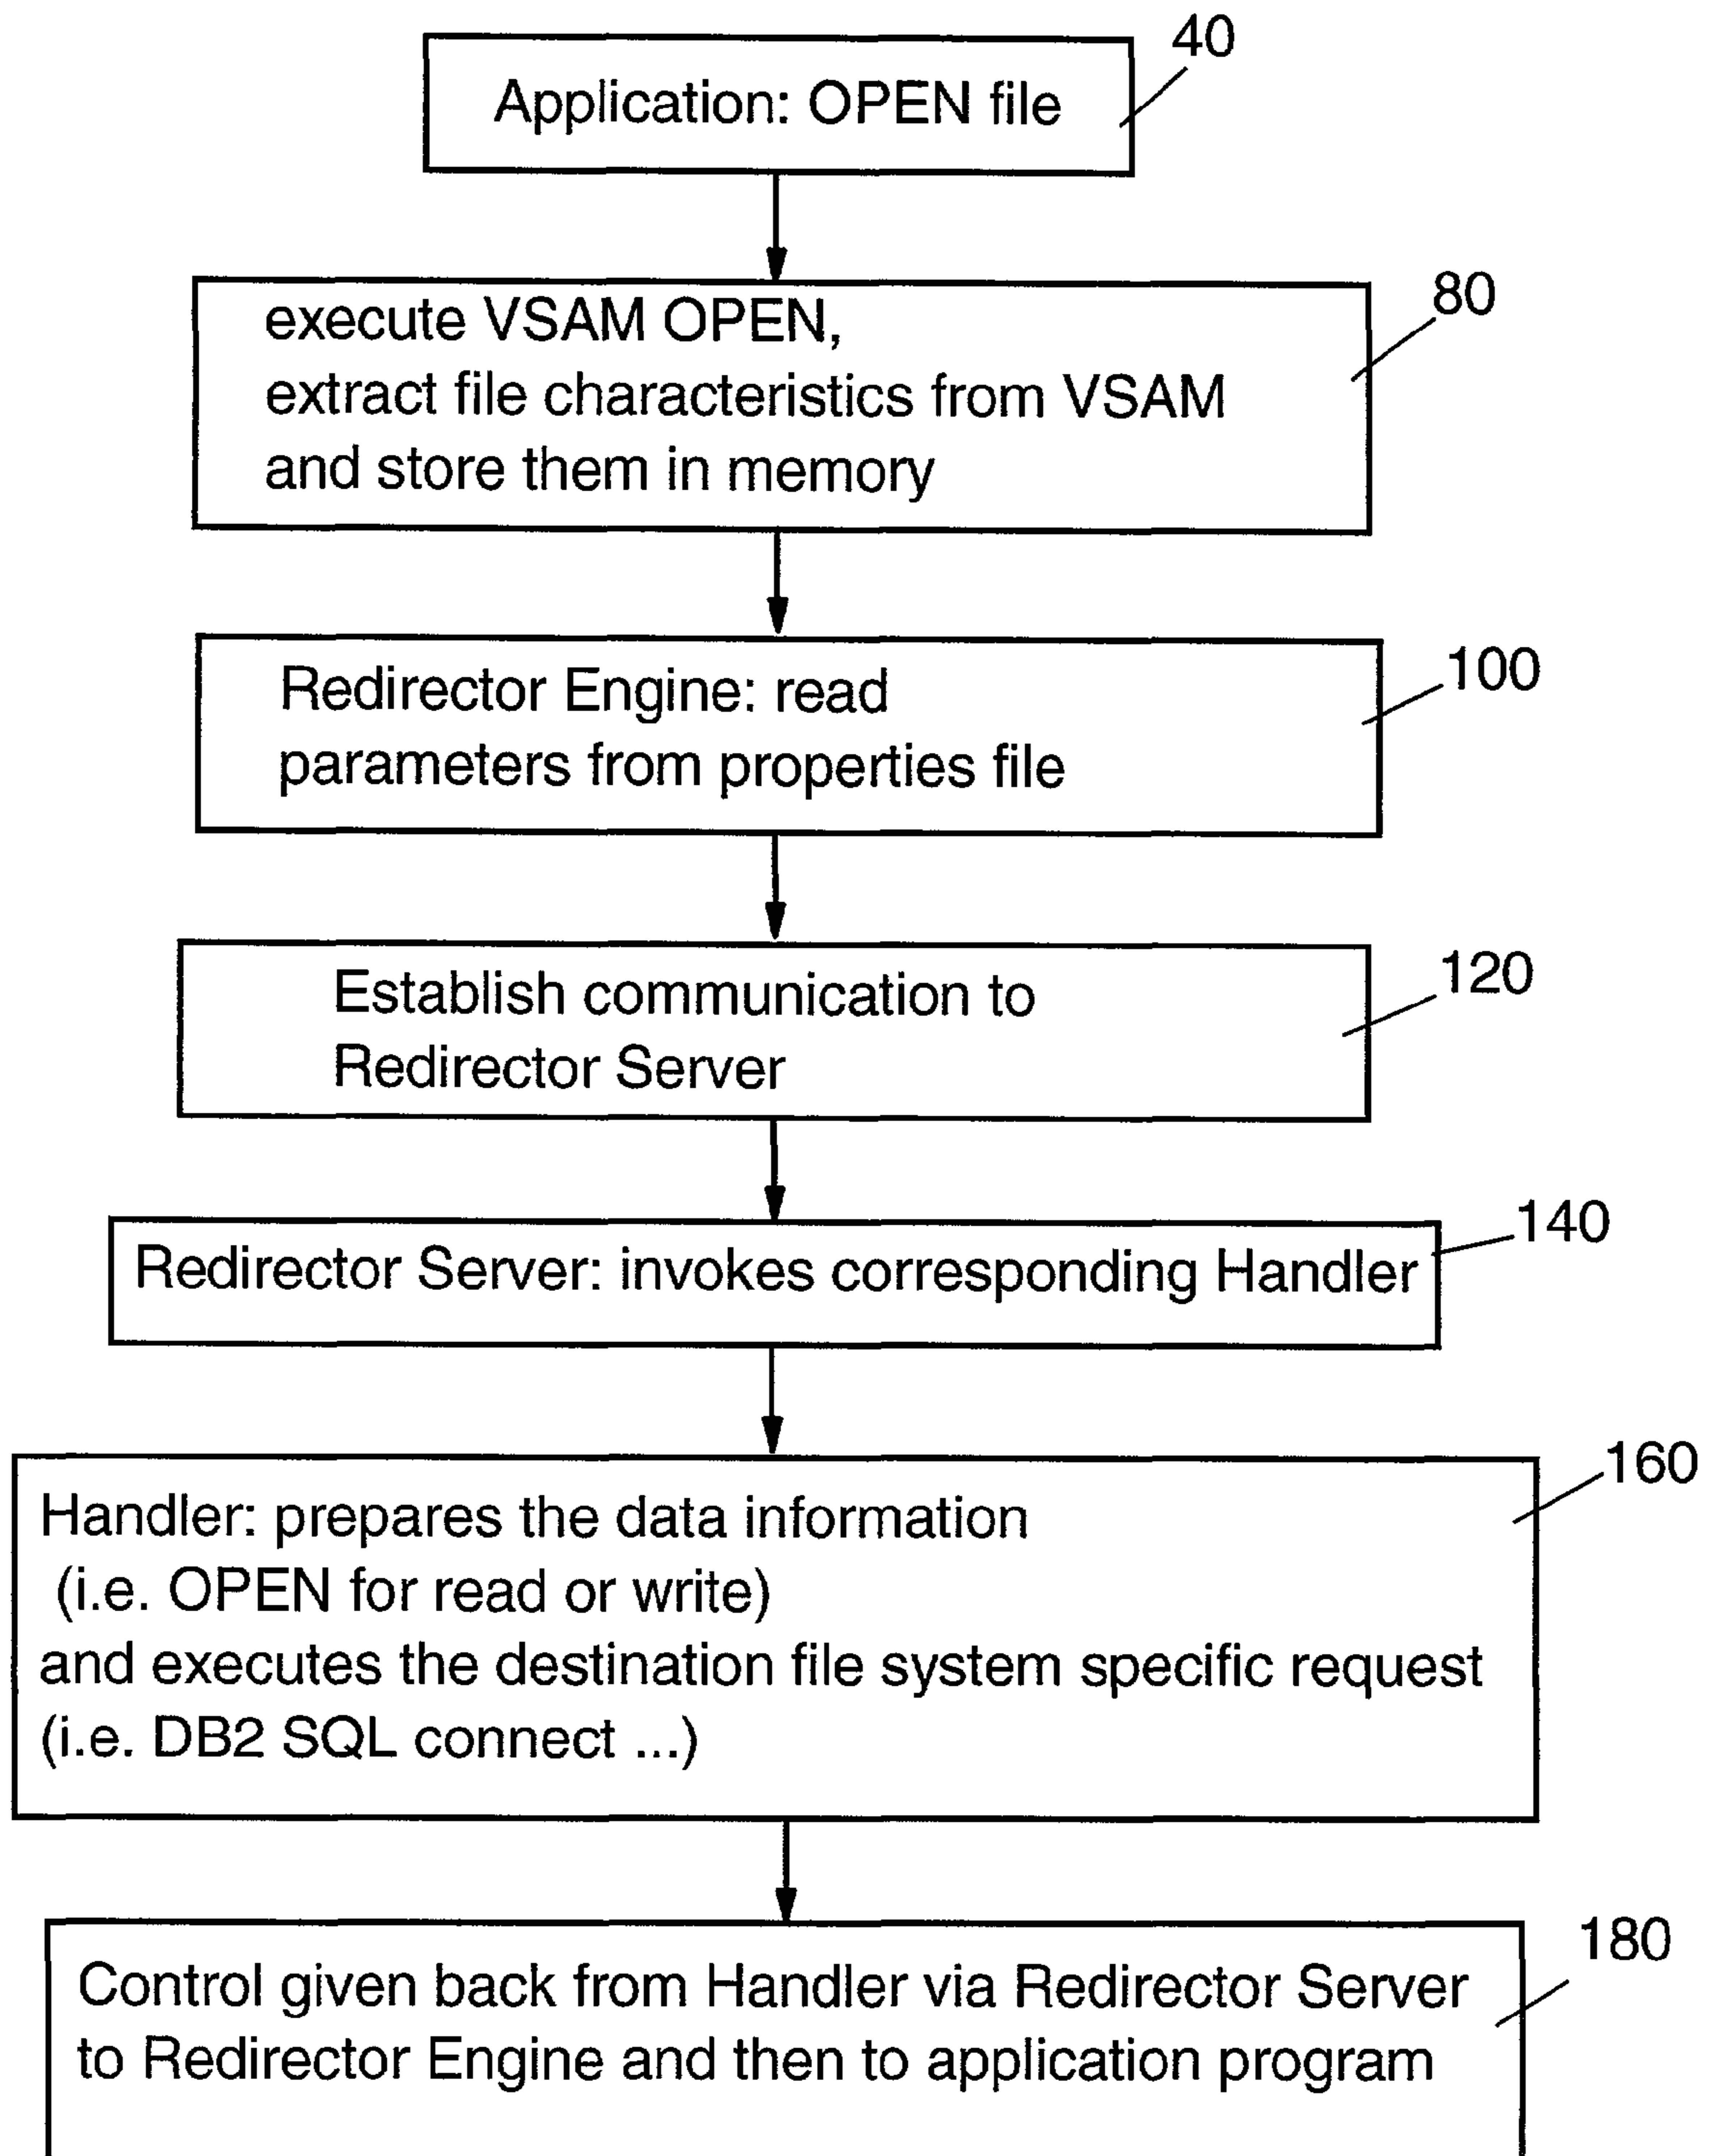 40
Application: OPEN file
80
execute VSAM OPEN,
extract file characteristics from VSAM
and store them in memory
100
Redirector Engine: read
parameters from properties file
120
Establish communication to
Redirector Server
140
Redirector Server: invokes corresponding Handler
160
Handler: prepares the data information
(i.e. OPEN for read or write)
and executes the destination file system specific request
(i.e. DB2 SQL connect ...)
180
Control given back from Handler via Redirector Server
to Redirector Engine and then to application program